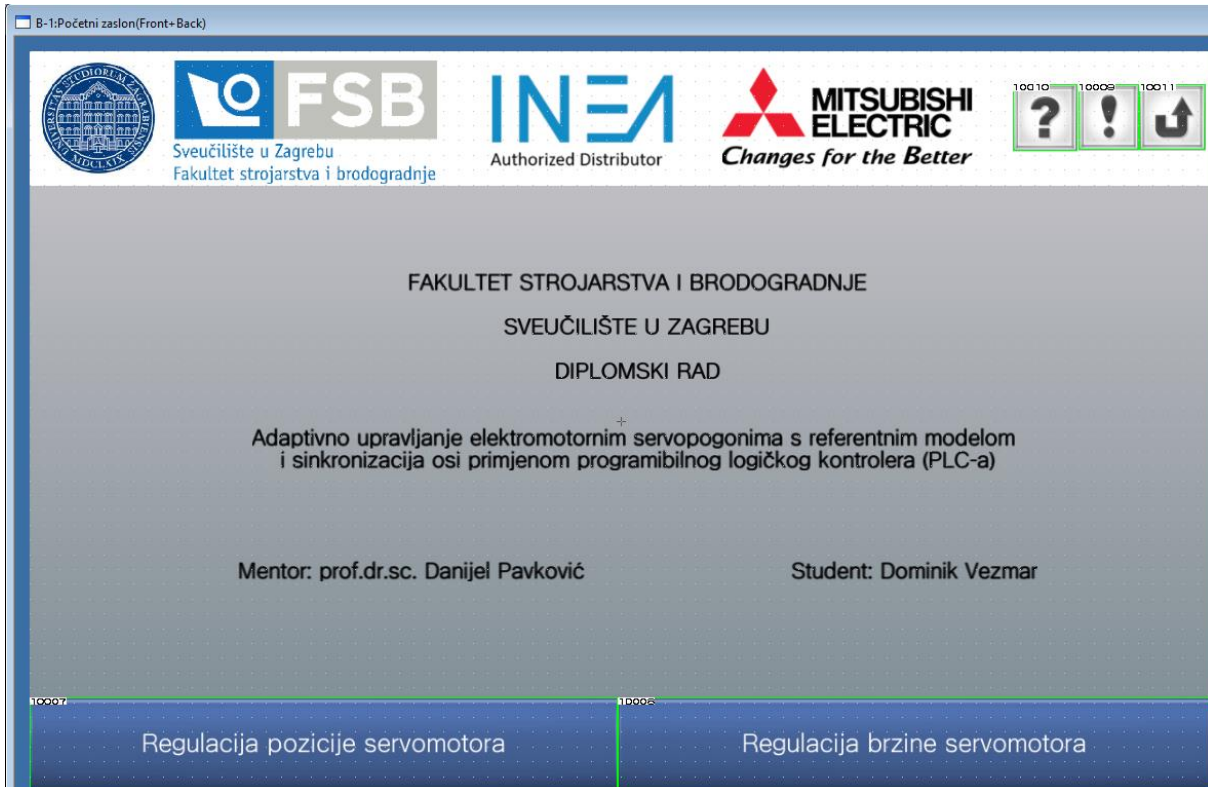 B-1:Početni zaslon(Front+Back)
FSB
Sveučilište u Zagrebu
Fakultet strojarstva i brodogradnje
INEA
Authorized Distributor
MITSUBISHI
ELECTRIC
Changes for the Better
10010 10009 10011
? !
FAKULTET STROJARSTVA I BRODOGRADNJE
SVEUČILIŠTE U ZAGREBU
DIPLOMSKI RAD
Adaptivno upravljanje elektromotornim servopogonima s referentnim modelom
i sinkronizacija osi primjenom programibilnog logičkog kontrolera (PLC-a)
Mentor: prof.dr.sc. Danijel Pavković
Student: Dominik Vezmar
10007
Regulacija pozicije servomotora
Regulacija brzine servomotora